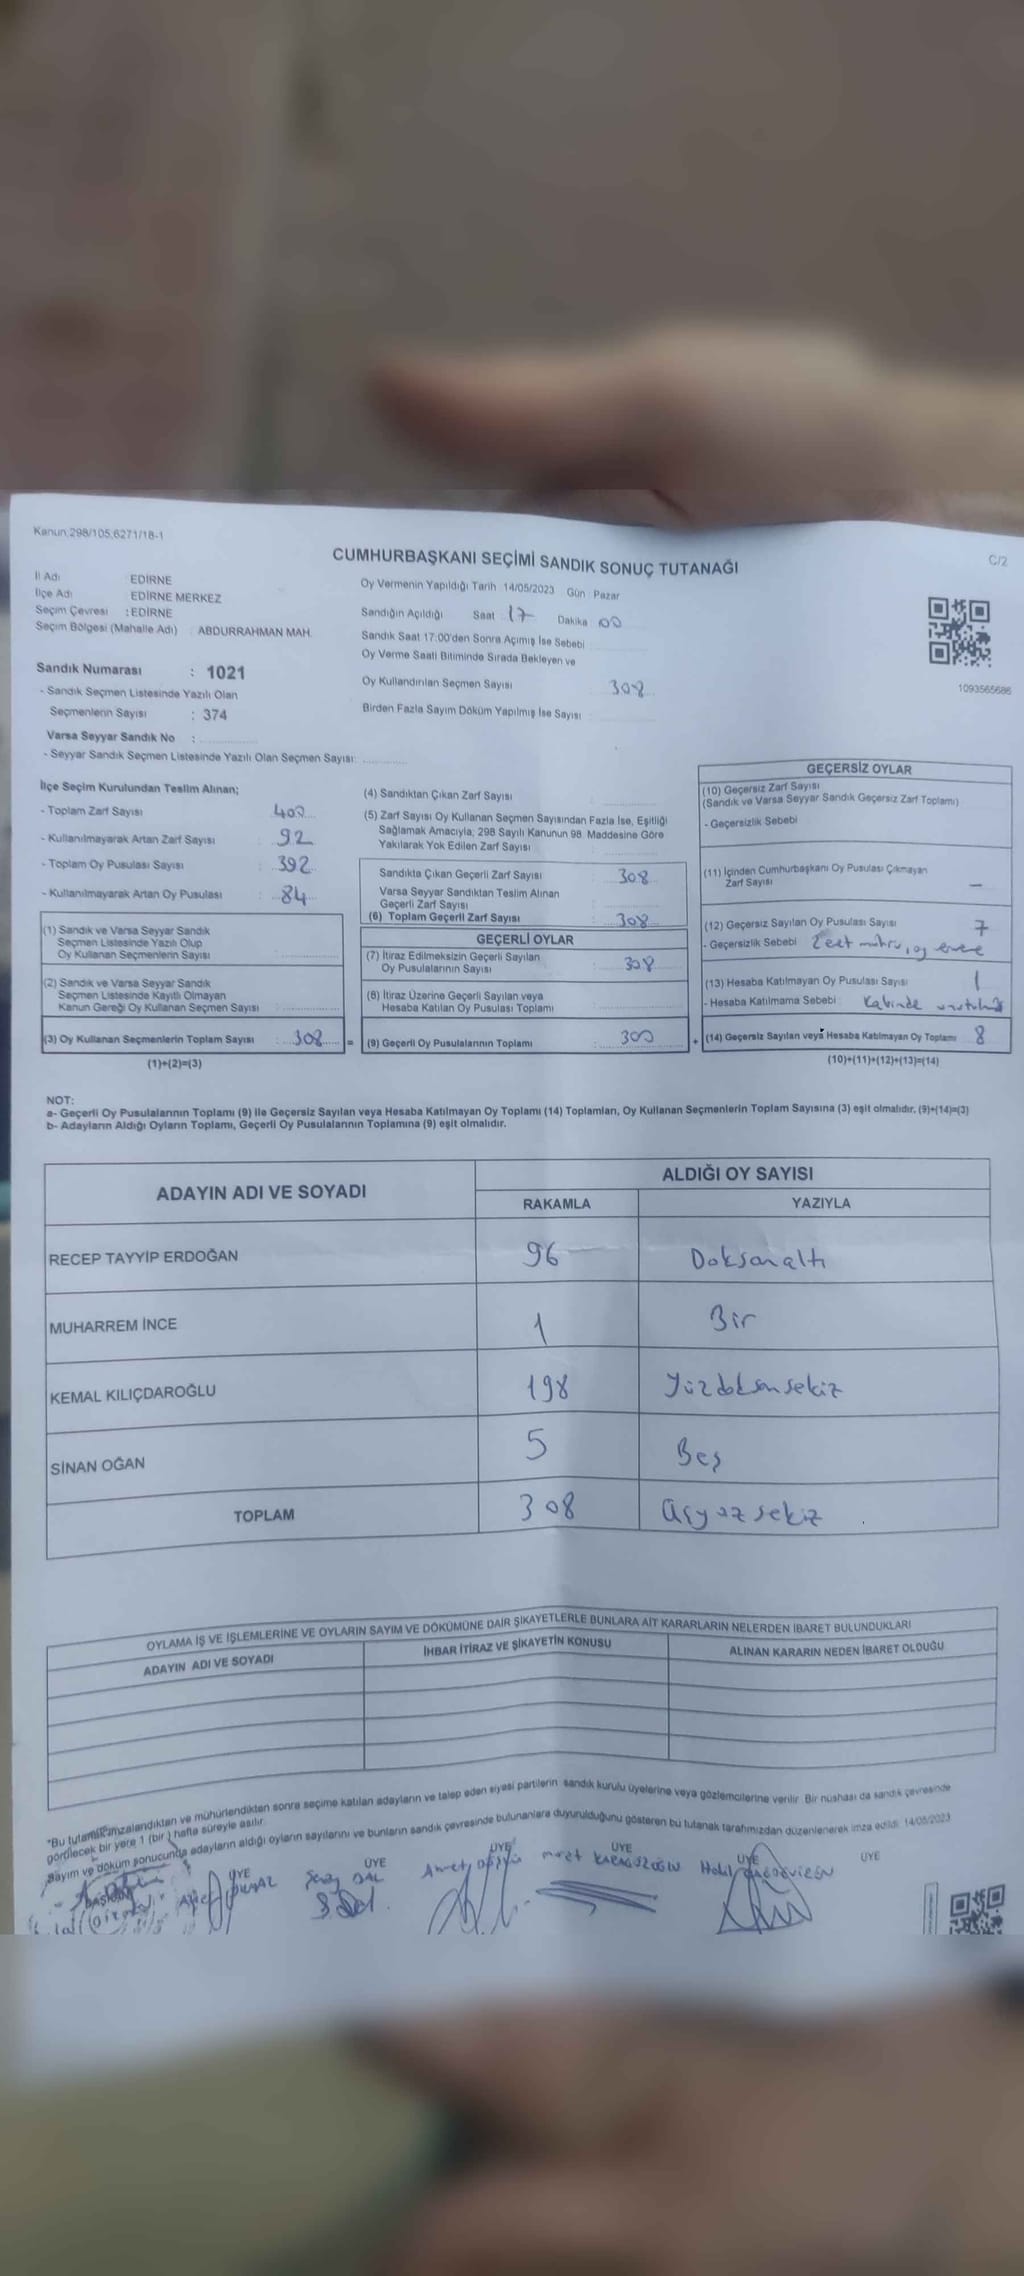 Kanun:298/105,6271/18-1
CUMHURBAŞKANI SEÇİMİ SANDIK SONUÇ TUTANAĞI
C/2
İl Adı EDİRNE
İlçe Adı EDİRNE MERKEZ
Seçim Çevresi : EDİRNE
Seçim Bölgesi (Mahalle Adı) : ABDURRAHMAN MAH.
Sandık Numarası : 1021
- Sandık Seçmen Listesinde Yazılı Olan
Seçmenlerin Sayısı : 374
Varsa Seyyar Sandık No :
- Seyyar Sandık Seçmen Listesinde Yazılı Olan Seçmen Sayısı:
Oy Vermenin Yapıldığı Tarih 14/05/2023 Gün Pazar
Sandığın Açıldığı Saat 17 Dakika 00
Sandık Saat 17:00'den Sonra Açımış İse Sebebi
Oy Verme Saati Bitiminde Sırada Bekleyen ve
Oy Kullandırılan Seçmen Sayısı 308
Birden Fazla Sayım Döküm Yapılmış İse Sayısı
1093565686
İlçe Seçim Kurulundan Teslim Alınan;
- Toplam Zarf Sayısı : 400
- Kullanılmayarak Artan Zarf Sayısı : 92
- Toplam Oy Pusulası Sayısı : 392
- Kullanılmayarak Artan Oy Pusulası : 84
(1) Sandık ve Varsa Seyyar Sandık
Seçmen Listesinde Yazılı Olup
Oy Kullanan Seçmenlerin Sayısı
(2) Sandık ve Varsa Seyyar Sandık
Seçmen Listesinde Kayıtlı Olmayan
Kanun Gereği Oy Kullanan Seçmen Sayısı
(3) Oy Kullanan Seçmenlerin Toplam Sayısı : 308 =
(1)+(2)=(3)
(4) Sandıktan Çıkan Zarf Sayısı
(5) Zarf Sayısı Oy Kullanan Seçmen Sayısından Fazla İse, Eşitliği
Sağlamak Amacıyla; 298 Sayılı Kanunun 98. Maddesine Göre
Yakılarak Yok Edilen Zarf Sayısı
Sandıkta Çıkan Geçerli Zarf Sayısı : 308
Varsa Seyyar Sandıktan Teslim Alınan
Geçerli Zarf Sayısı
(6) Toplam Geçerli Zarf Sayısı : 308
GEÇERLİ OYLAR
(7) İtiraz Edilmeksizin Geçerli Sayılan
Oy Pusulalarının Sayısı : 308
(8) İtiraz Üzerine Geçerli Sayılan veya
Hesaba Katılan Oy Pusulası Toplamı
(9) Geçerli Oy Pusulalarının Toplamı : 300 +
GEÇERSİZ OYLAR
(10) Geçersiz Zarf Sayısı
(Sandık ve Varsa Seyyar Sandık Geçersiz Zarf Toplamı)
- Geçersizlik Sebebi
(11) İçinden Cumhurbaşkanı Oy Pusulası Çıkmayan
Zarf Sayısı –
(12) Geçersiz Sayılan Oy Pusulası Sayısı 7
- Geçersizlik Sebebi
(13) Hesaba Katılmayan Oy Pusulası Sayısı 1
- Hesaba Katılmama Sebebi : Kabinde
(14) Geçersiz Sayılan veya Hesaba Katılmayan Oy Toplamı 8
(10)+(11)+(12)+(13)=(14)
NOT:
a- Geçerli Oy Pusulalarının Toplamı (9) ile Geçersiz Sayılan veya Hesaba Katılmayan Oy Toplamı (14) Toplamları, Oy Kullanan Seçmenlerin Toplam Sayısına (3) eşit olmalıdır. (9)+(14)=(3)
b- Adayların Aldığı Oyların Toplamı, Geçerli Oy Pusulalarının Toplamına (9) eşit olmalıdır.
ADAYIN ADI VE SOYADI
ALDIĞI OY SAYISI
RAKAMLA YAZIYLA
RECEP TAYYİP ERDOĞAN 96 Doksanaltı
MUHARREM İNCE 1 Bir
KEMAL KILIÇDAROĞLU 198 Yüzdoksansekiz
SİNAN OĞAN 5 Beş
TOPLAM 308 Üçyüzsekiz
OYLAMA İŞ VE İŞLEMLERİNE VE OYLARIN SAYIM VE DÖKÜMÜNE DAİR ŞİKAYETLERLE BUNLARA AİT KARARLARIN NELERDEN İBARET BULUNDUKLARI
ADAYIN ADI VE SOYADI İHBAR İTİRAZ VE ŞİKAYETİN KONUSU ALINAN KARARIN NEDEN İBARET OLDUĞU
*Bu tutanak imzalandıktan ve mühürlendikten sonra seçime katılan adayların ve talep eden siyasi partilerin sandık kurulu üyelerine veya gözlemcilerine verilir. Bir nüshası da sandık çevresinde
görülecek bir yere 1 (bir) hafta süreyle asılır.
Sayım ve döküm sonucunda adayların aldığı oyların sayılarını ve bunların sandık çevresinde bulunanlara duyurulduğunu gösteren bu tutanak tarafımızdan düzenlenerek imza edildi. 14/05/2023
BAŞKAN ÜYE ÜYE ÜYE ÜYE ÜYE ÜYE